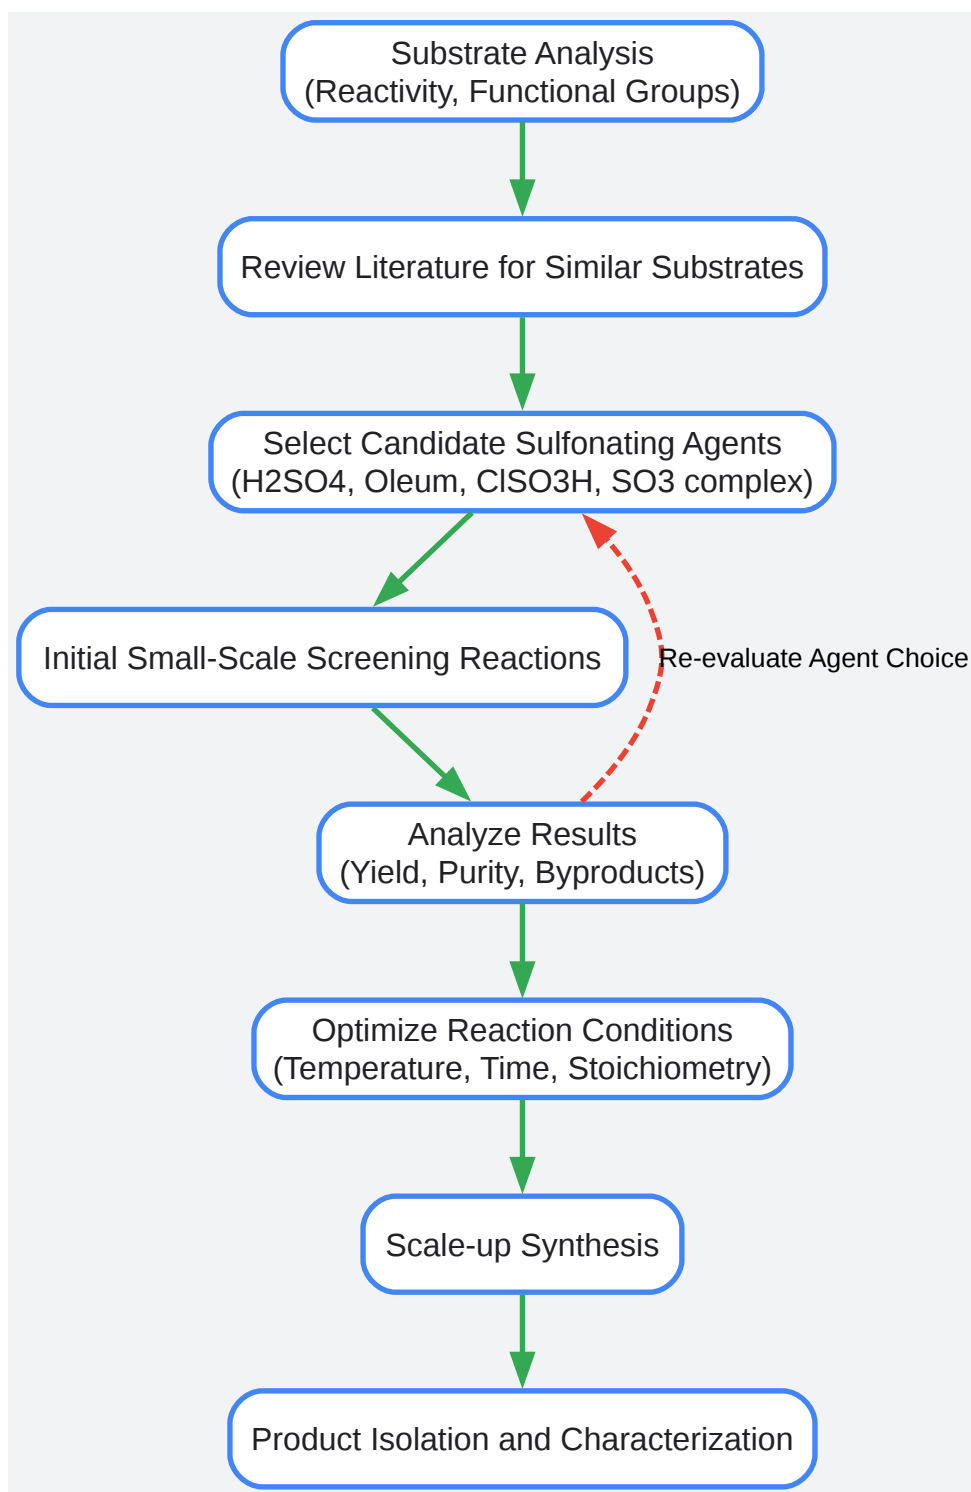 Substrate Analysis
(Reactivity, Functional Groups)
Review Literature for Similar Substrates
Select Candidate Sulfonating Agents
(H2SO4, Oleum, ClSO3H, SO3 complex)
Initial Small-Scale Screening Reactions
Re-evaluate Agent Choice
Analyze Results
(Yield, Purity, Byproducts)
Optimize Reaction Conditions
(Temperature, Time, Stoichiometry)
Scale-up Synthesis
Product Isolation and Characterization